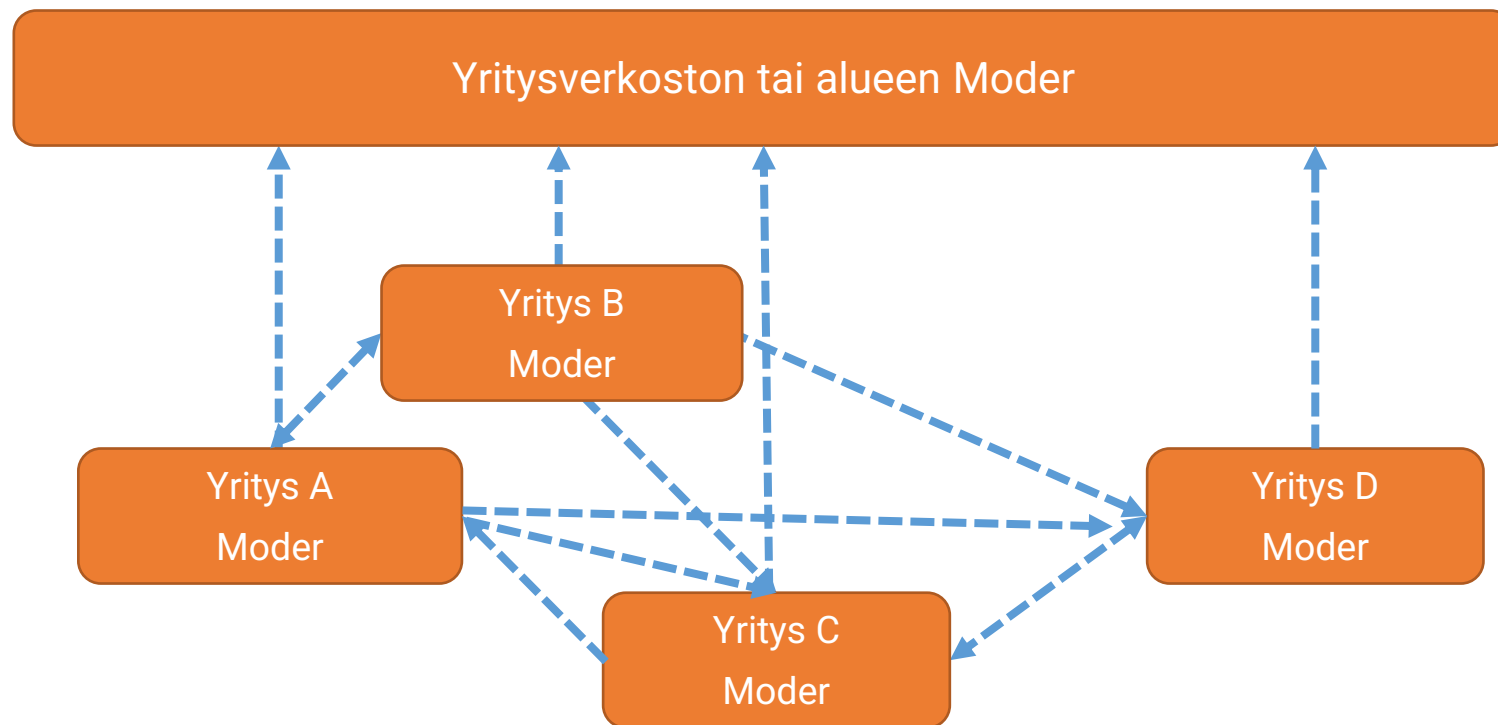 Yritysverkoston tai alueen Moder
Yritys B
Moder
Yritys A
Moder
Yritys D
Moder
Yritys C
Moder